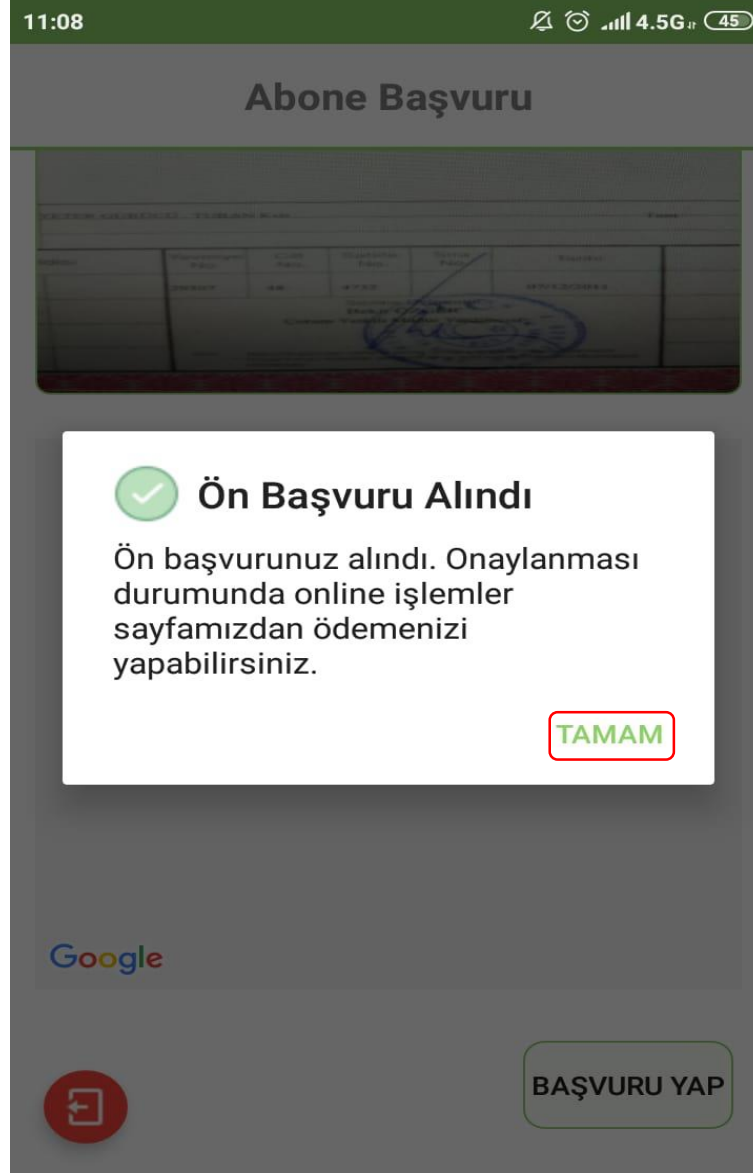 11:08
4.5G
45
Abone Başvuru
Ön Başvuru Alındı
Ön başvurunuz alındı. Onaylanması
durumunda online işlemler
sayfamızdan ödemenizi
yapabilirsiniz.
TAMAM
Google
BAŞVURU YAP